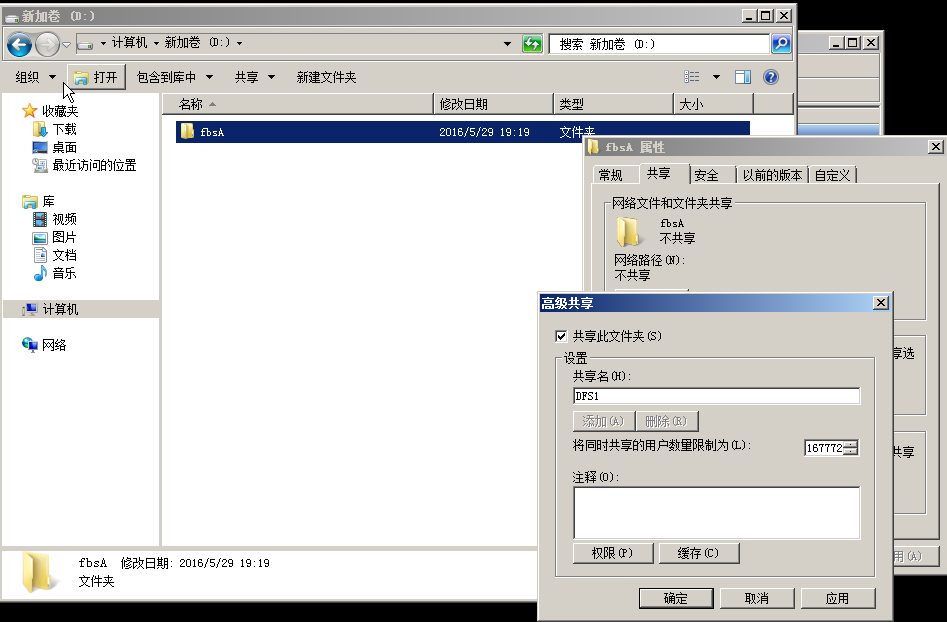 新加卷 (D:)
计算机 新加卷 (D:)
搜索 新加卷 (D:)
组织 打开 包含到库中 共享 新建文件夹
名称 修改日期 类型 大小
收藏夹
下载
桌面
最近访问的位置
库
视频
图片
文档
音乐
计算机
网络
fbsA 2016/5/29 19:19 文件夹
fbsA 修改日期: 2016/5/29 19:19
文件夹
fbsA 属性
常规 共享 安全 以前的版本 自定义
网络文件和文件夹共享
fbsA
不共享
网络路径(N):
不共享
享选
共享
用(A)
高级共享
共享此文件夹(S)
设置
共享名(H):
DFS1
添加(A) 删除(R)
将同时共享的用户数量限制为(L): 167772
注释(O):
权限(P) 缓存(C)
确定 取消 应用